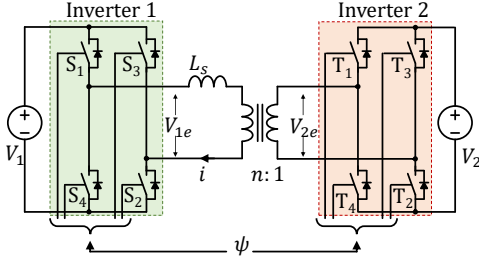 Inverter 1
Inverter 2
S1
S3
Ls
T1
T3
+
−
V1
V1e
V2e
+
−
V2
i
n: 1
S4
S2
T4
T2
ψ